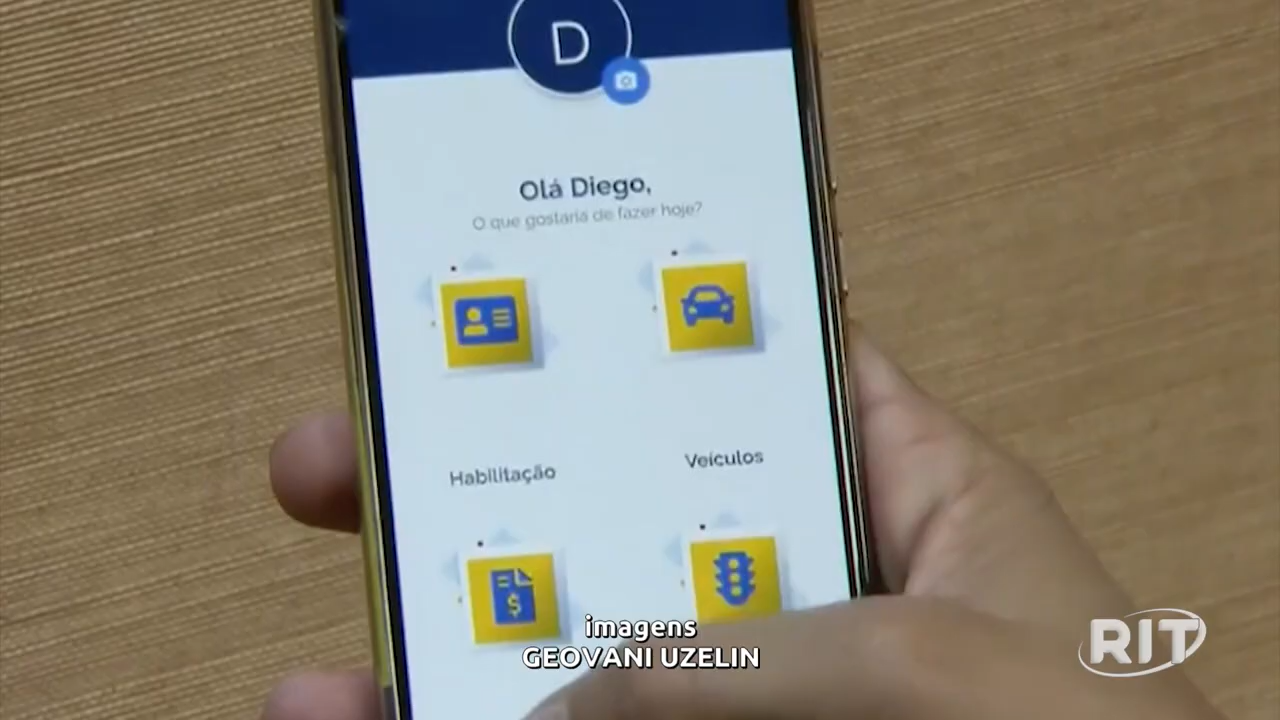 D
Olá Diego,
O que gostaria de fazer hoje?
Habilitação
Veículos
$
imagens
GEOVANI UZELIN
RIT